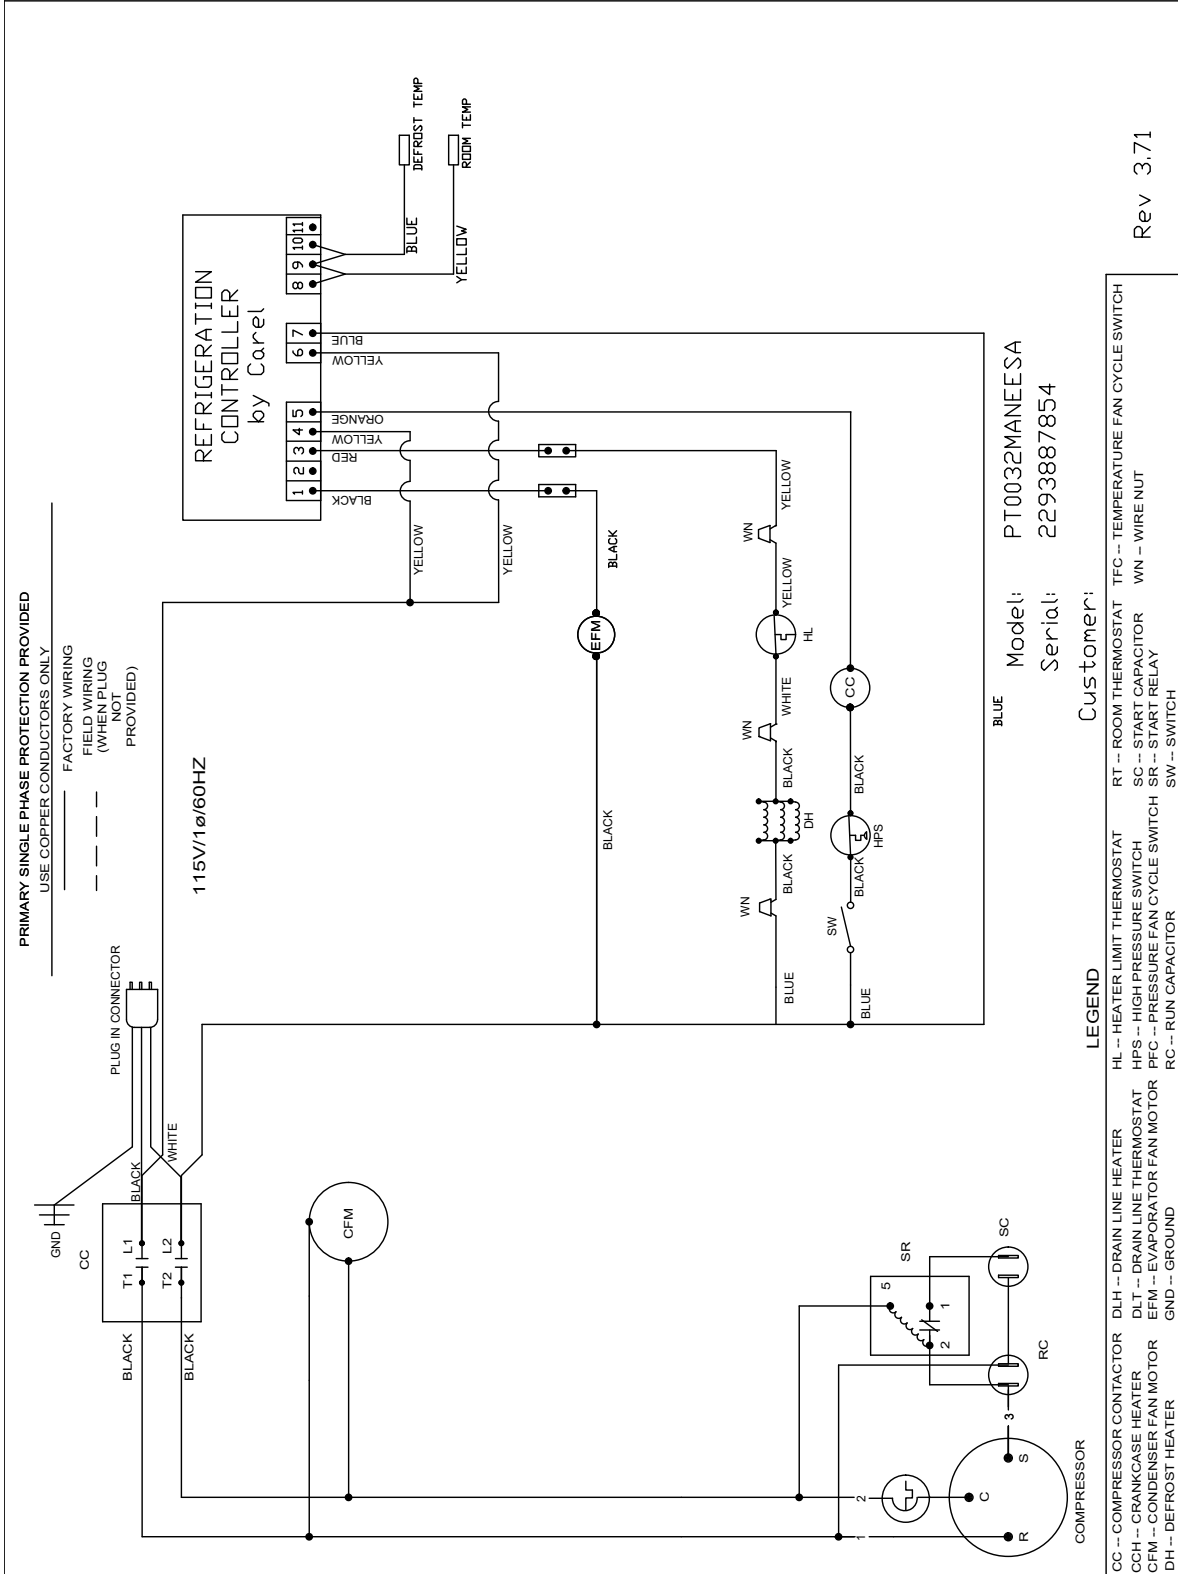 PRIMARY SINGLE PHASE PROTECTION PROVIDED
USE COPPER CONDUCTORS ONLY
FACTORY WIRING
FIELD WIRING
(WHEN PLUG
NOT
PROVIDED)
115V/1ø/60HZ
PLUG IN CONNECTOR
GND
CC
BLACK
WHITE
L1
T1
L2
T2
BLACK
BLACK
CFM
REFRIGERATION
CONTROLLER
by Carel
1
2
3
4
5
6
7
8
9
10
11
BLACK
RED
YELLOW
ORANGE
YELLOW
BLUE
BLUE
DEFROST TEMP
YELLOW
ROOM TEMP
YELLOW
YELLOW
BLACK
EFM
BLACK
BLUE
WN
BLACK
DH
BLACK
WN
WHITE
HL
YELLOW
WN
YELLOW
BLUE
SW
BLACK
HPS
BLACK
CC
BLUE
SR
5
1
2
SC
RC
3
2
1
S
C
R
COMPRESSOR
Model: PT0032MANEESA
Serial: 2293887854
Customer:
Rev 3.71
LEGEND
CC -- COMPRESSOR CONTACTOR
CCH -- CRANKCASE HEATER
CFM -- CONDENSER FAN MOTOR
DH -- DEFROST HEATER
DLH -- DRAIN LINE HEATER
DLT -- DRAIN LINE THERMOSTAT
EFM -- EVAPORATOR FAN MOTOR
GND -- GROUND
HL -- HEATER LIMIT THERMOSTAT
HPS -- HIGH PRESSURE SWITCH
PFC -- PRESSURE FAN CYCLE SWITCH
RC -- RUN CAPACITOR
RT -- ROOM THERMOSTAT
SC -- START CAPACITOR
SR -- START RELAY
SW -- SWITCH
TFC -- TEMPERATURE FAN CYCLE SWITCH
WN -- WIRE NUT